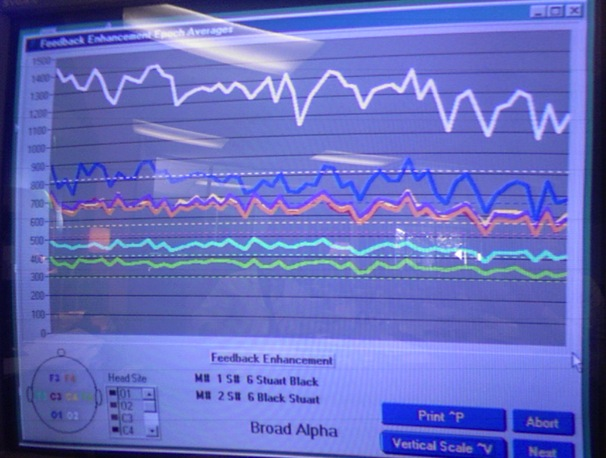 Feedback Enhancement Epoch Averages
1500
1400
1300
1200
1100
1000
900
800
700
600
500
400
300
200
100
0
Feedback Enhancement
M# 1 S# 6 Stuart Black
M# 2 S# 6 Black Stuart
Broad Alpha
F3 F4
C3 C4
O1 O2
Head Site
O1
O2
C3
C4
Print ^P
Abort
Vertical Scale ^V
Next